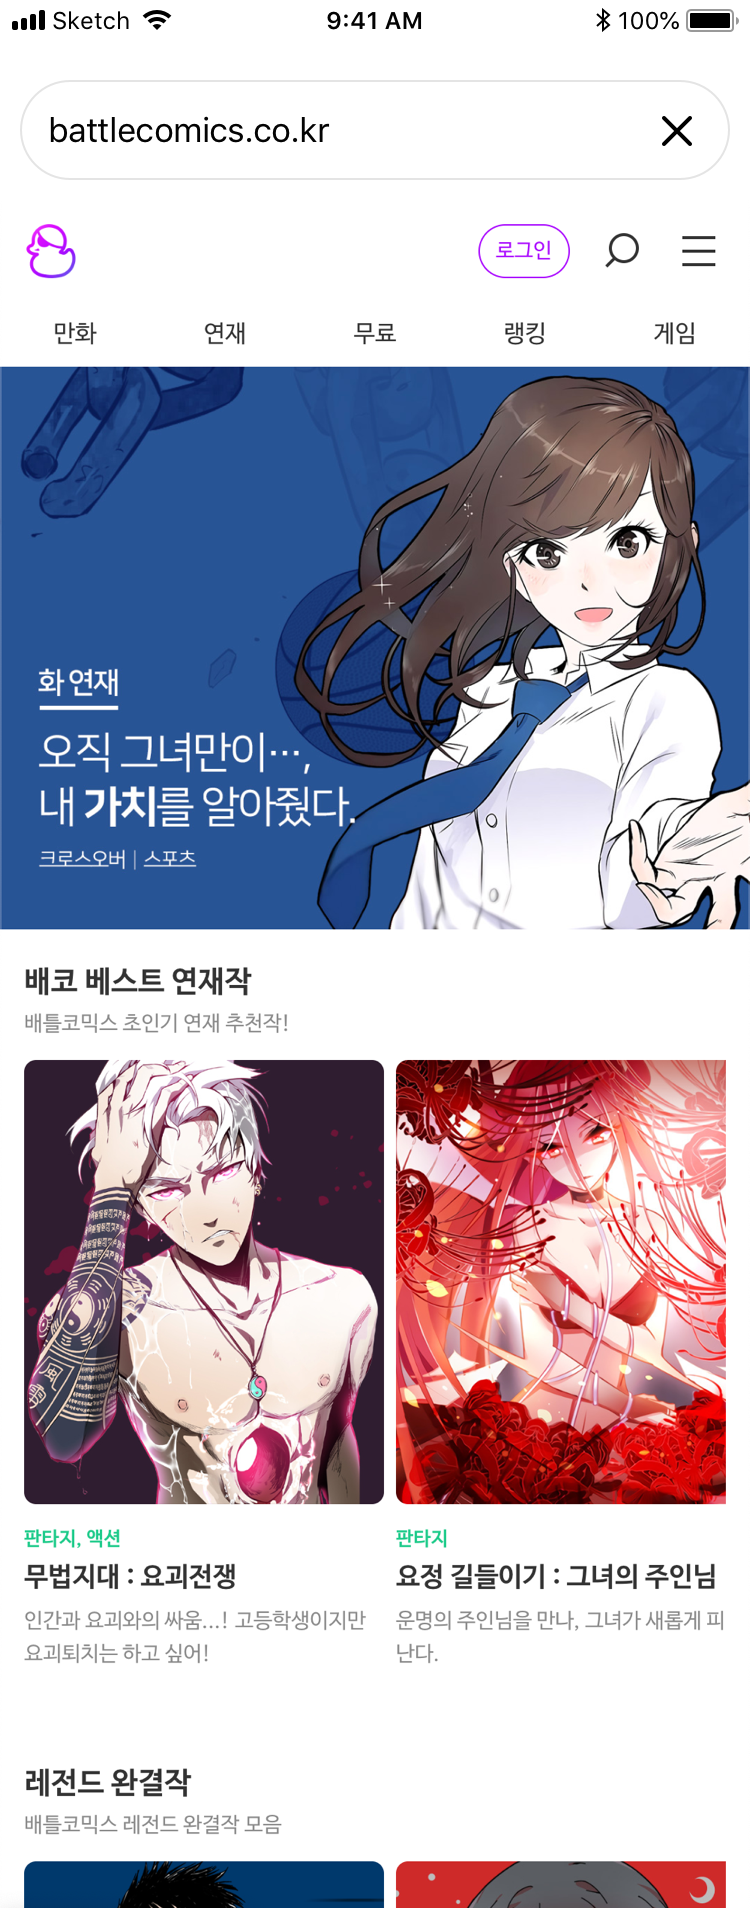 Sketch 9:41 AM 100%
battlecomics.co.kr
로그인
만화 연재 무료 랭킹 게임
화 연재
오직 그녀만이…,
내 가치를 알아줬다.
크로스오버 | 스포츠
배코 베스트 연재작
배틀코믹스 초인기 연재 추천작!
판타지, 액션
무법지대 : 요괴전쟁
인간과 요괴와의 싸움...! 고등학생이지만
요괴퇴치는 하고 싶어!
판타지
요정 길들이기 : 그녀의 주인님
운명의 주인님을 만나, 그녀가 새롭게 피
난다.
레전드 완결작
배틀코믹스 레전드 완결작 모음